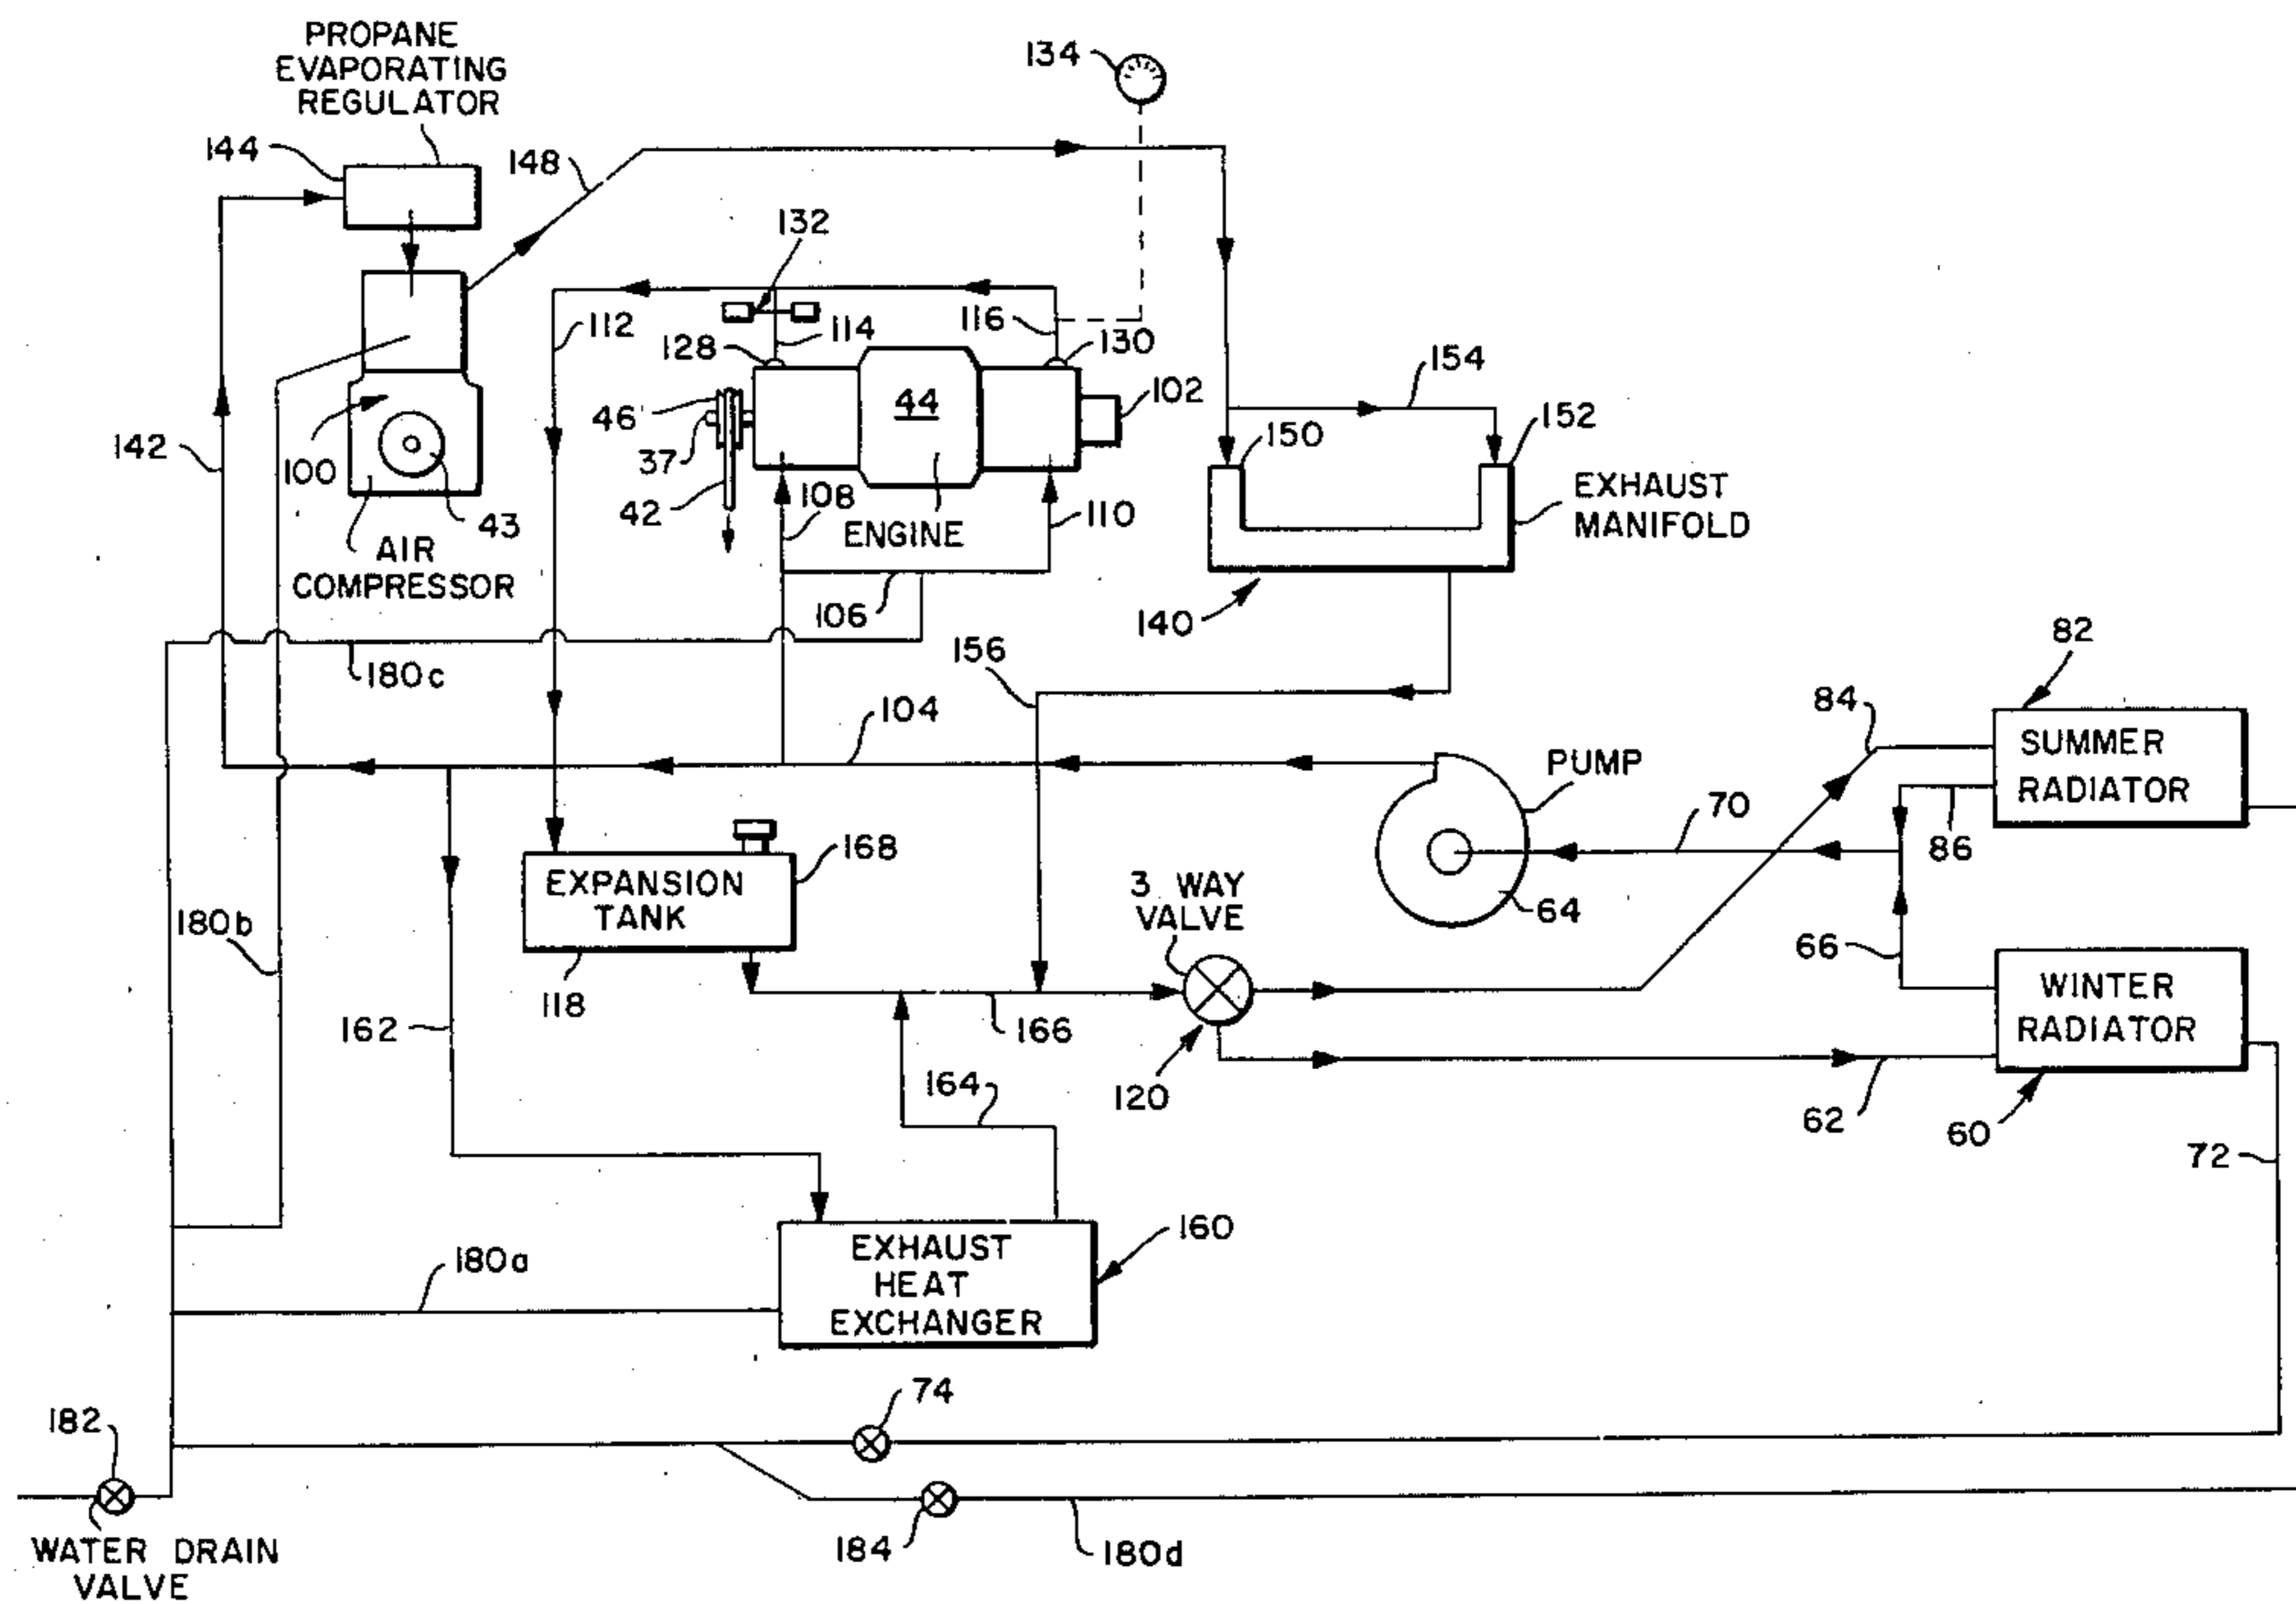 PROPANE
EVAPORATING
REGULATOR
134
144
148
132
112
114
116
130
128
154
102
46'
44
152
150
142
37
100
108
EXHAUST
MANIFOLD
42
110
43
ENGINE
AIR
COMPRESSOR
106
140
82
156
180c
84
104
SUMMER
RADIATOR
PUMP
70
86
168
EXPANSION
TANK
3 WAY
VALVE
64
180b
66
118
WINTER
RADIATOR
162
166
164
120
62
60
72
160
EXHAUST
HEAT
EXCHANGER
180a
74
182
184
180d
WATER DRAIN
VALVE